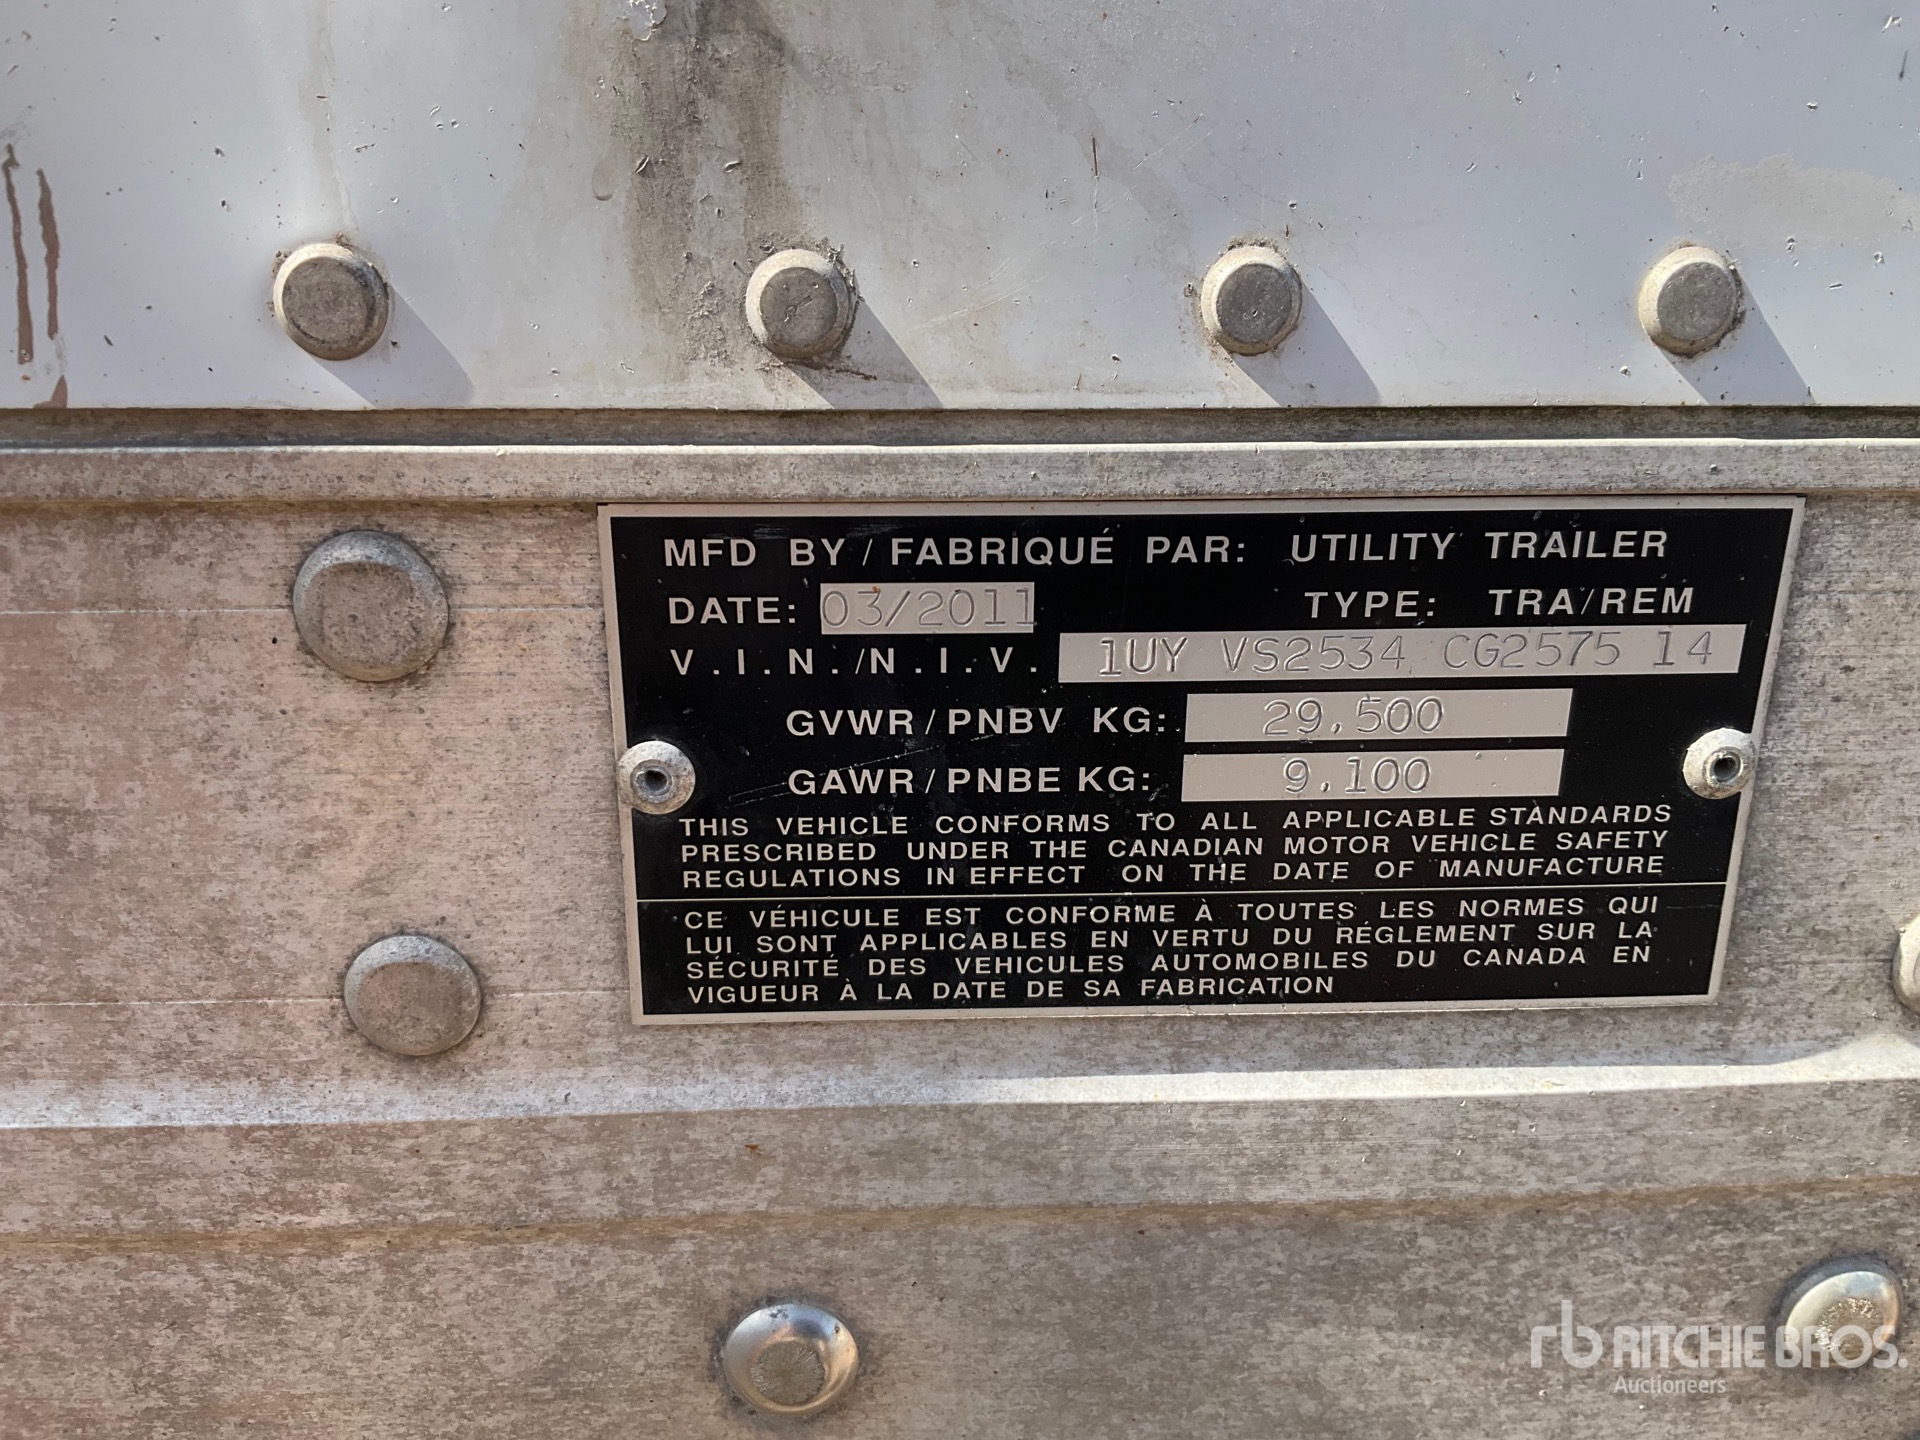 MFD BY / FABRIQUÉ PAR: UTILITY TRAILER
DATE: 03/2011 TYPE: TRA/REM
V.I.N./N.I.V. 1UY VS2534 CG2575 14
GVWR / PNBV KG: 29,500
GAWR / PNBE KG: 9,100
THIS VEHICLE CONFORMS TO ALL APPLICABLE STANDARDS
PRESCRIBED UNDER THE CANADIAN MOTOR VEHICLE SAFETY
REGULATIONS IN EFFECT ON THE DATE OF MANUFACTURE
CE VÉHICULE EST CONFORME À TOUTES LES NORMES QUI
LUI SONT APPLICABLES EN VERTU DU RÉGLEMENT SUR LA
SÉCURITÉ DES VEHICULES AUTOMOBILES DU CANADA EN
VIGUEUR À LA DATE DE SA FABRICATION
rb RITCHIE BROS.
Auctioneers